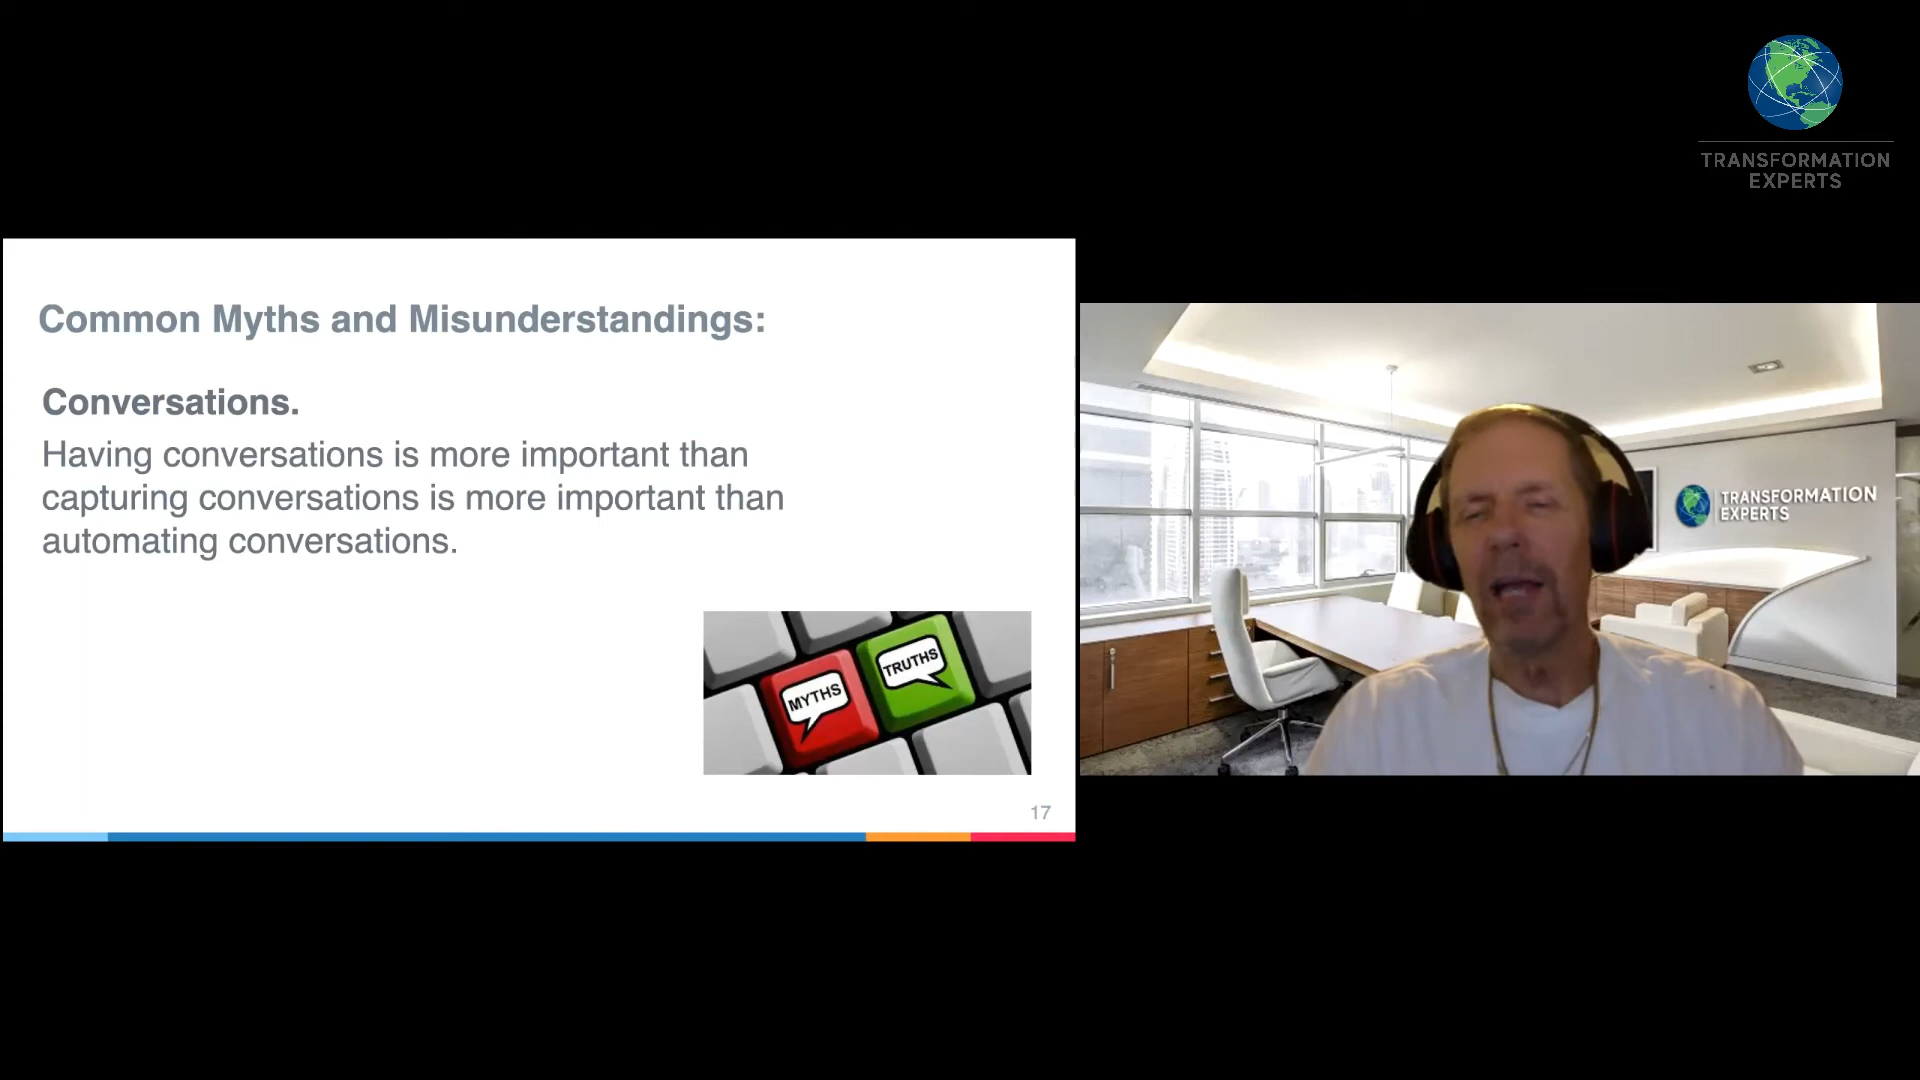 TRANSFORMATION
EXPERTS
Common Myths and Misunderstandings:
Conversations.
Having conversations is more important than
capturing conversations is more important than
automating conversations.
MYTHS
TRUTHS
17
TRANSFORMATION
EXPERTS